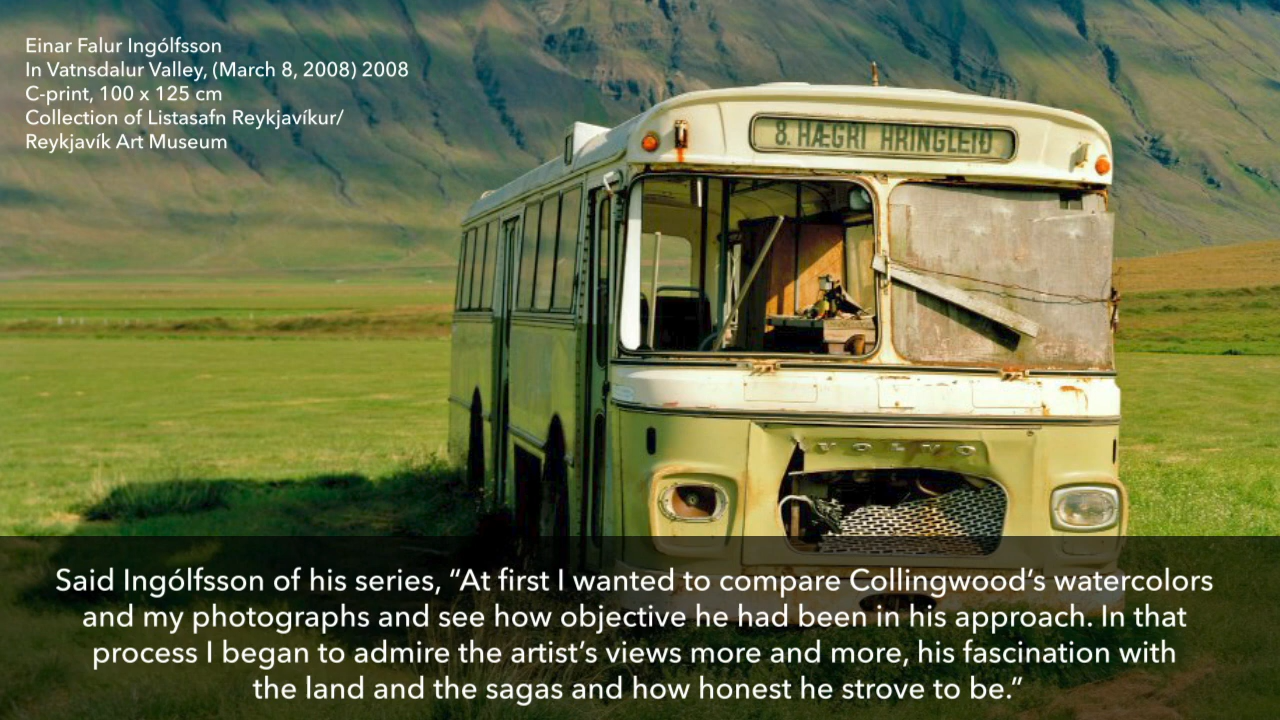 Einar Falur Ingólfsson
In Vatnsdalur Valley, (March 8, 2008) 2008
C-print, 100 x 125 cm
Collection of Listasafn Reykjavíkur/
Reykjavík Art Museum
8. HÆGRI HRINGLEIÐ
VOLVO
Said Ingólfsson of his series, “At first I wanted to compare Collingwood’s watercolors
and my photographs and see how objective he had been in his approach. In that
process I began to admire the artist’s views more and more, his fascination with
the land and the sagas and how honest he strove to be.”